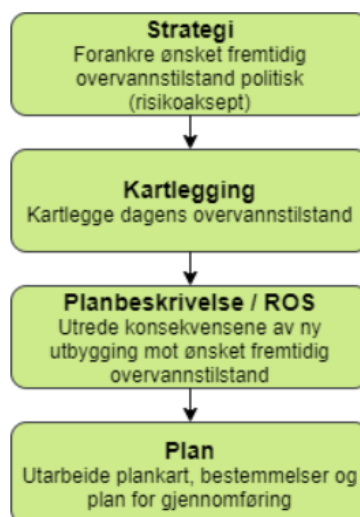 Strategi
Forankre ønsket fremtidig
overvannstilstand politisk
(risikoaksept)
Kartlegging
Kartlegge dagens overvannstilstand
Planbeskrivelse / ROS
Utrede konsekvensene av ny
utbygging mot ønsket fremtidig
overvannstilstand
Plan
Utarbeide plankart, bestemmelser og
plan for gjennomføring